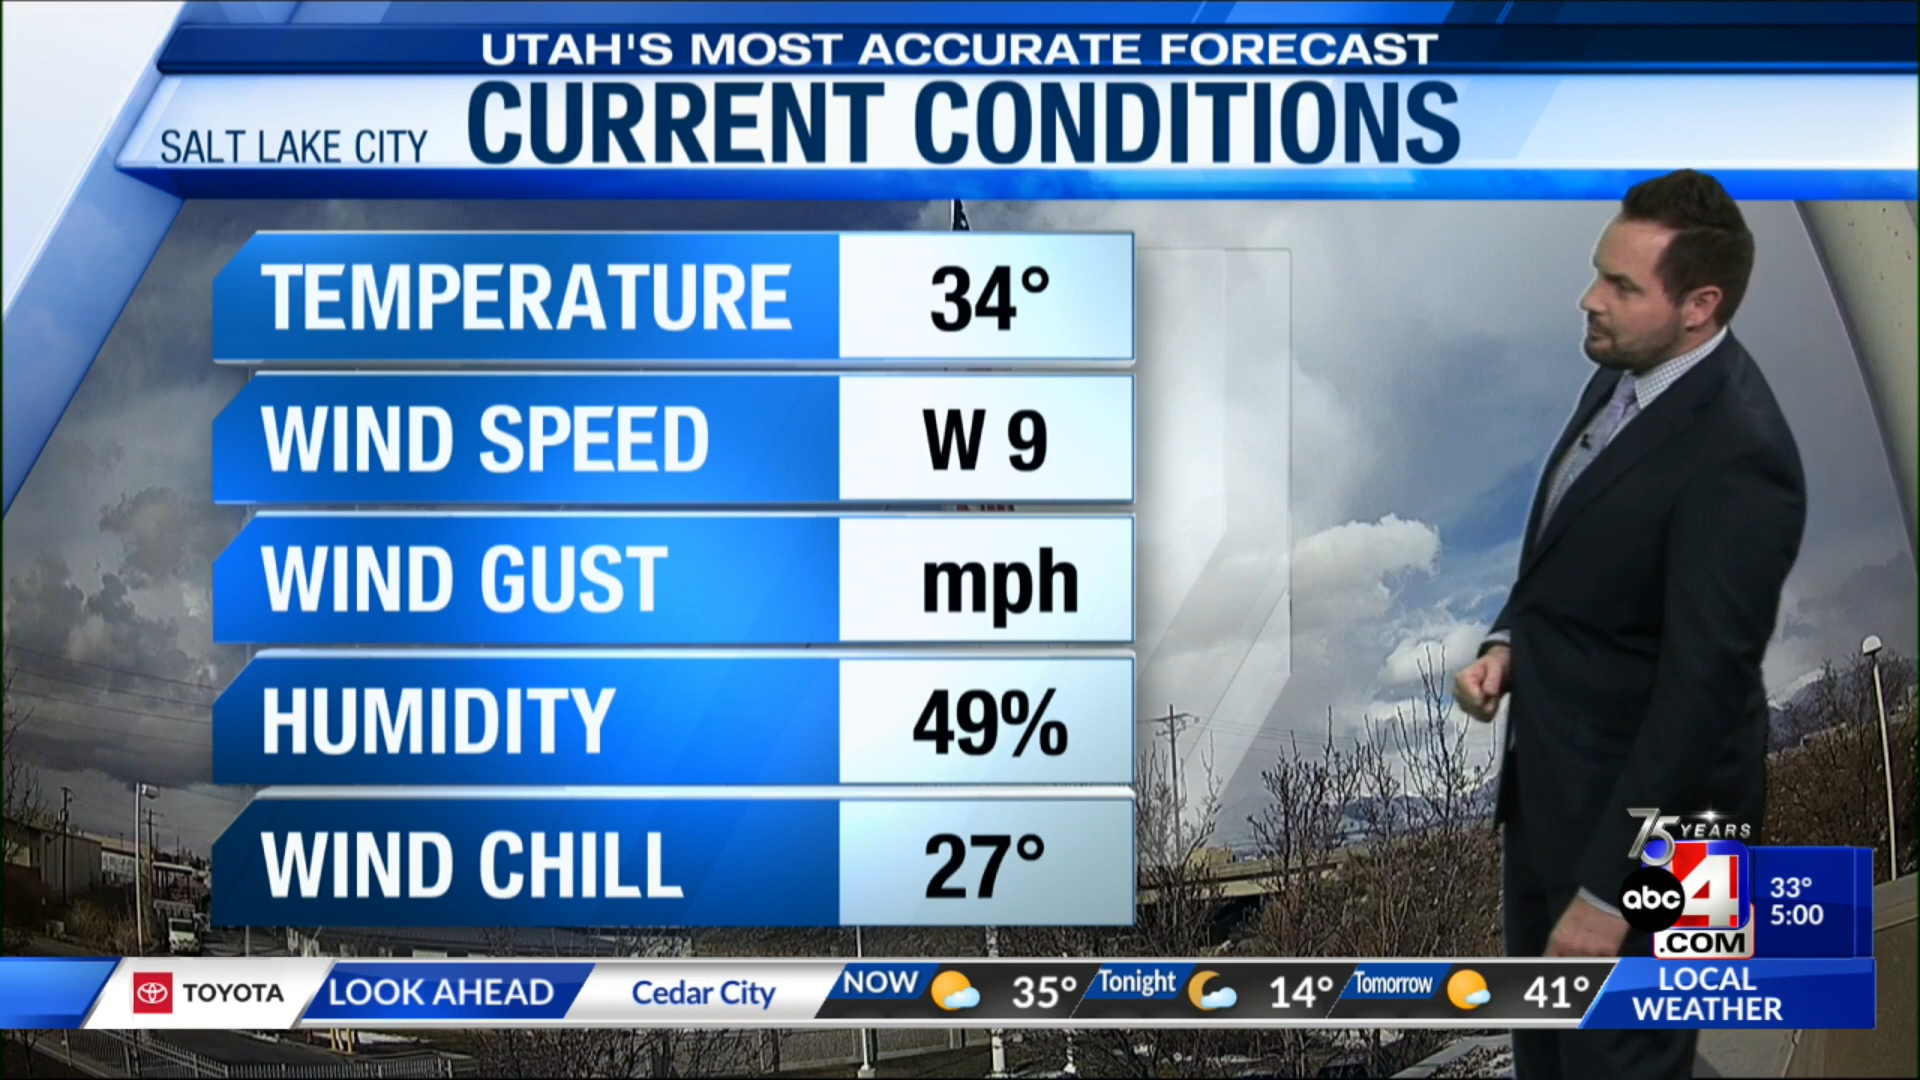 UTAH'S MOST ACCURATE FORECAST
SALT LAKE CITY CURRENT CONDITIONS
TEMPERATURE 34°
WIND SPEED W 9
WIND GUST mph
HUMIDITY 49%
WIND CHILL 27°
75 YEARS
abc 4
.COM
33°
5:00
TOYOTA LOOK AHEAD Cedar City NOW 35° Tonight 14° Tomorrow 41°
LOCAL
WEATHER